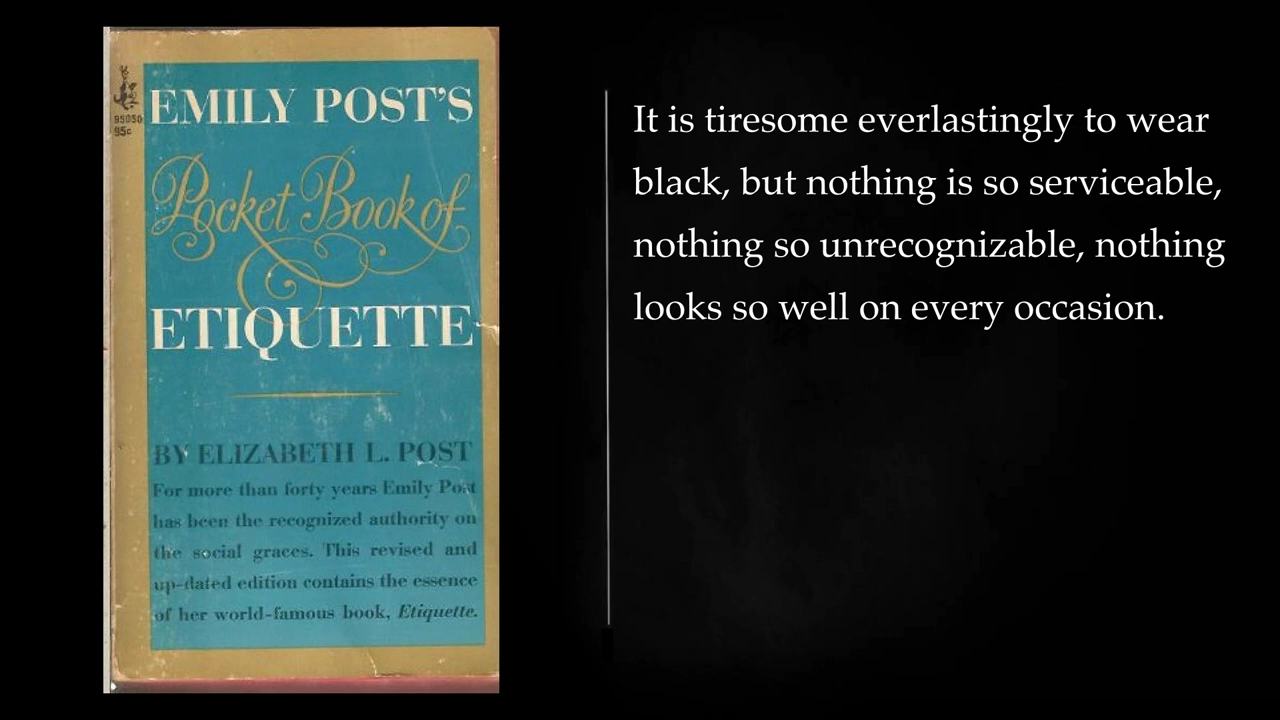 EMILY POST'S
95050
95c
Pocket Book of
ETIQUETTE
BY ELIZABETH L. POST
For more than forty years Emily Post
has been the recognized authority on
the social graces. This revised and
up-dated edition contains the essence
of her world-famous book, Etiquette.
It is tiresome everlastingly to wear
black, but nothing is so serviceable,
nothing so unrecognizable, nothing
looks so well on every occasion.